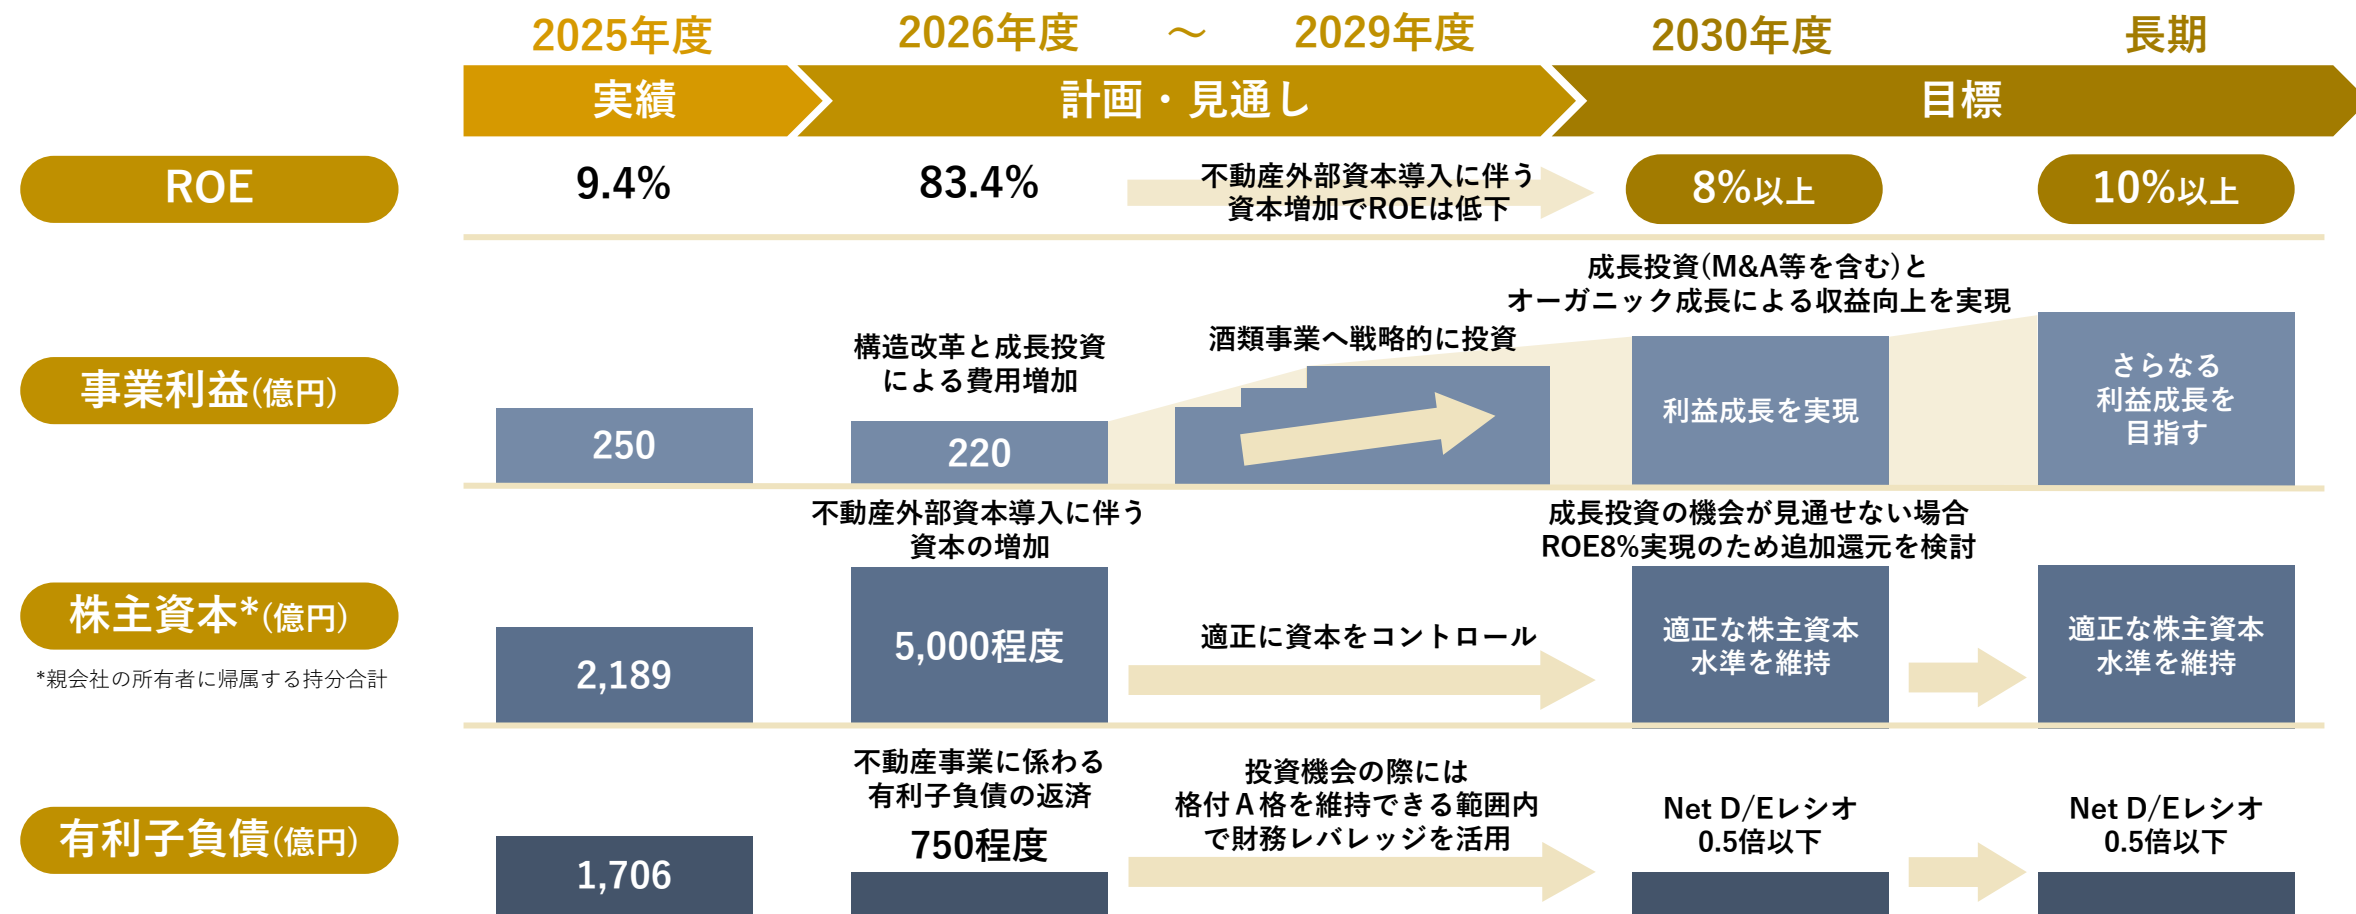 2025年度
2026年度 ～ 2029年度
2030年度
長期
実績
計画・見通し
目標
ROE
9.4%
83.4%
不動産外部資本導入に伴う
資本増加でROEは低下
8%以上
10%以上
事業利益(億円)
250
構造改革と成長投資
による費用増加
220
酒類事業へ戦略的に投資
成長投資(M&A等を含む)と
オーガニック成長による収益向上を実現
利益成長を実現
さらなる
利益成長を
目指す
株主資本*(億円)
*親会社の所有者に帰属する持分合計
2,189
不動産外部資本導入に伴う
資本の増加
5,000程度
適正に資本をコントロール
成長投資の機会が見通せない場合
ROE8%実現のため追加還元を検討
適正な株主資本
水準を維持
適正な株主資本
水準を維持
有利子負債(億円)
1,706
不動産事業に係わる
有利子負債の返済
750程度
投資機会の際には
格付Ａ格を維持できる範囲内
で財務レバレッジを活用
Net D/Eレシオ
0.5倍以下
Net D/Eレシオ
0.5倍以下